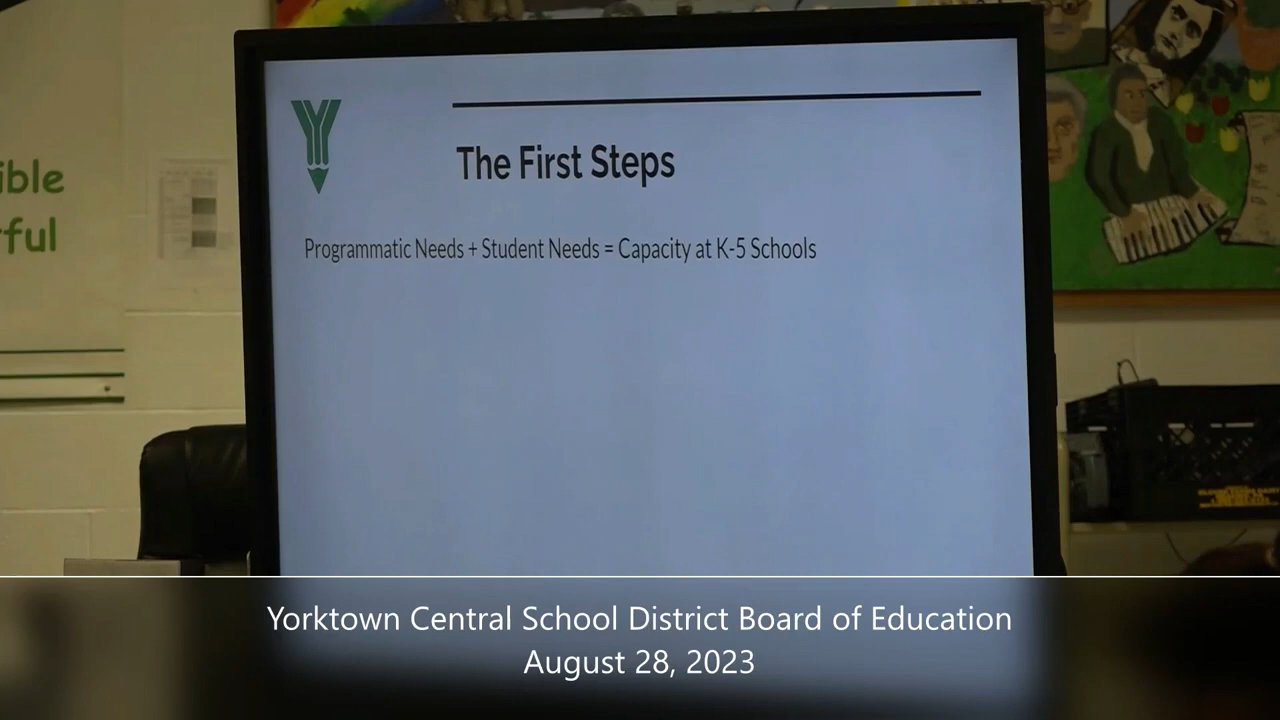 ible
rful
The First Steps
Programmatic Needs + Student Needs = Capacity at K-5 Schools
Yorktown Central School District Board of Education
August 28, 2023